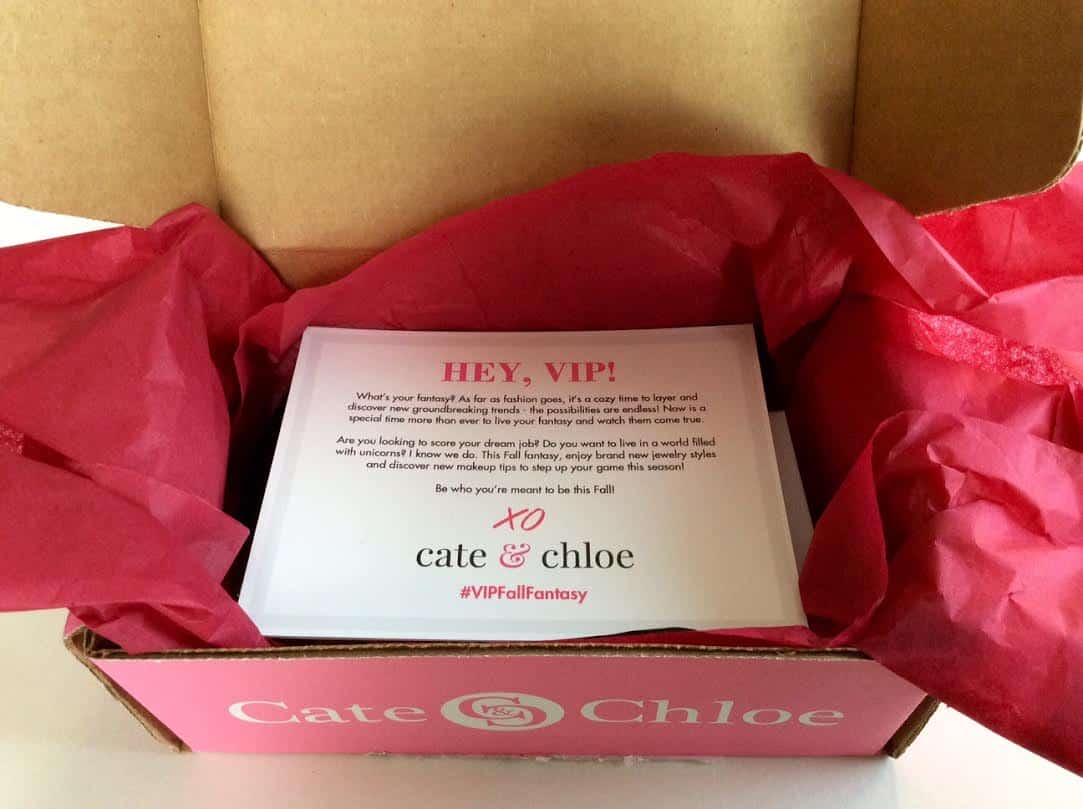 HEY, VIP!
What's your fantasy? As far as fashion goes, it's a cozy time to layer and
discover new groundbreaking trends - the possibilities are endless! Now is a
special time more than ever to live your fantasy and watch them come true.
Are you looking to score your dream job? Do you want to live in a world filled
with unicorns? I know we do. This Fall fantasy, enjoy brand new jewelry styles
and discover new makeup tips to step up your game this season!
Be who you're meant to be this Fall!
XO
cate & chloe
#VIPFallFantasy
Cate C&C Chloe